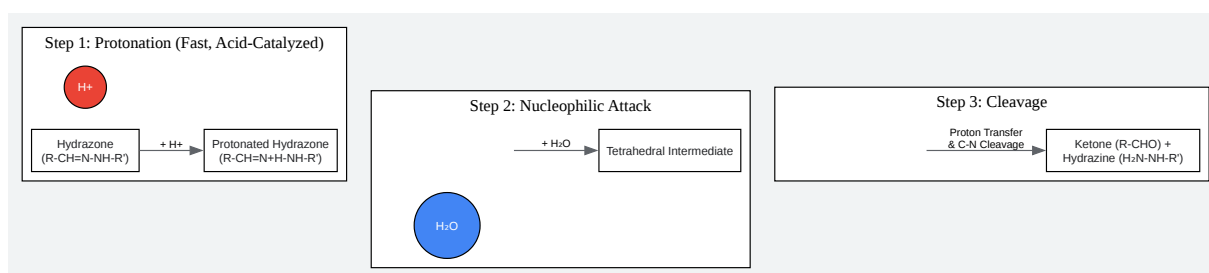 Step 1: Protonation (Fast, Acid-Catalyzed)
H+
Hydrazone
(R-CH=N-NH-R')
+ H+
Protonated Hydrazone
(R-CH=N+H-NH-R')
Step 2: Nucleophilic Attack
+ H₂O
Tetrahedral Intermediate
H₂O
Step 3: Cleavage
Proton Transfer
& C-N Cleavage
Ketone (R-CHO) +
Hydrazine (H₂N-NH-R')